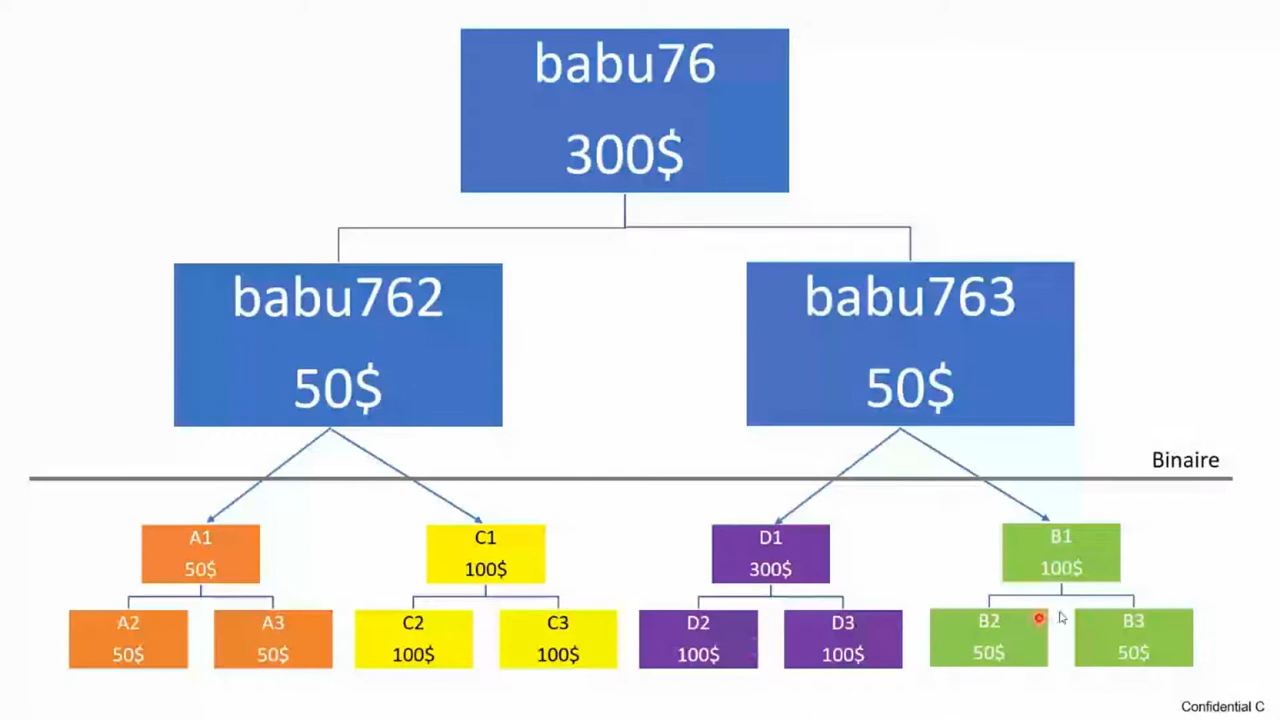 babu76
300$
babu762
50$
babu763
50$
Binaire
A1
50$
C1
100$
D1
300$
B1
100$
A2
50$
A3
50$
C2
100$
C3
100$
D2
100$
D3
100$
B2
50$
B3
50$
Confidential C